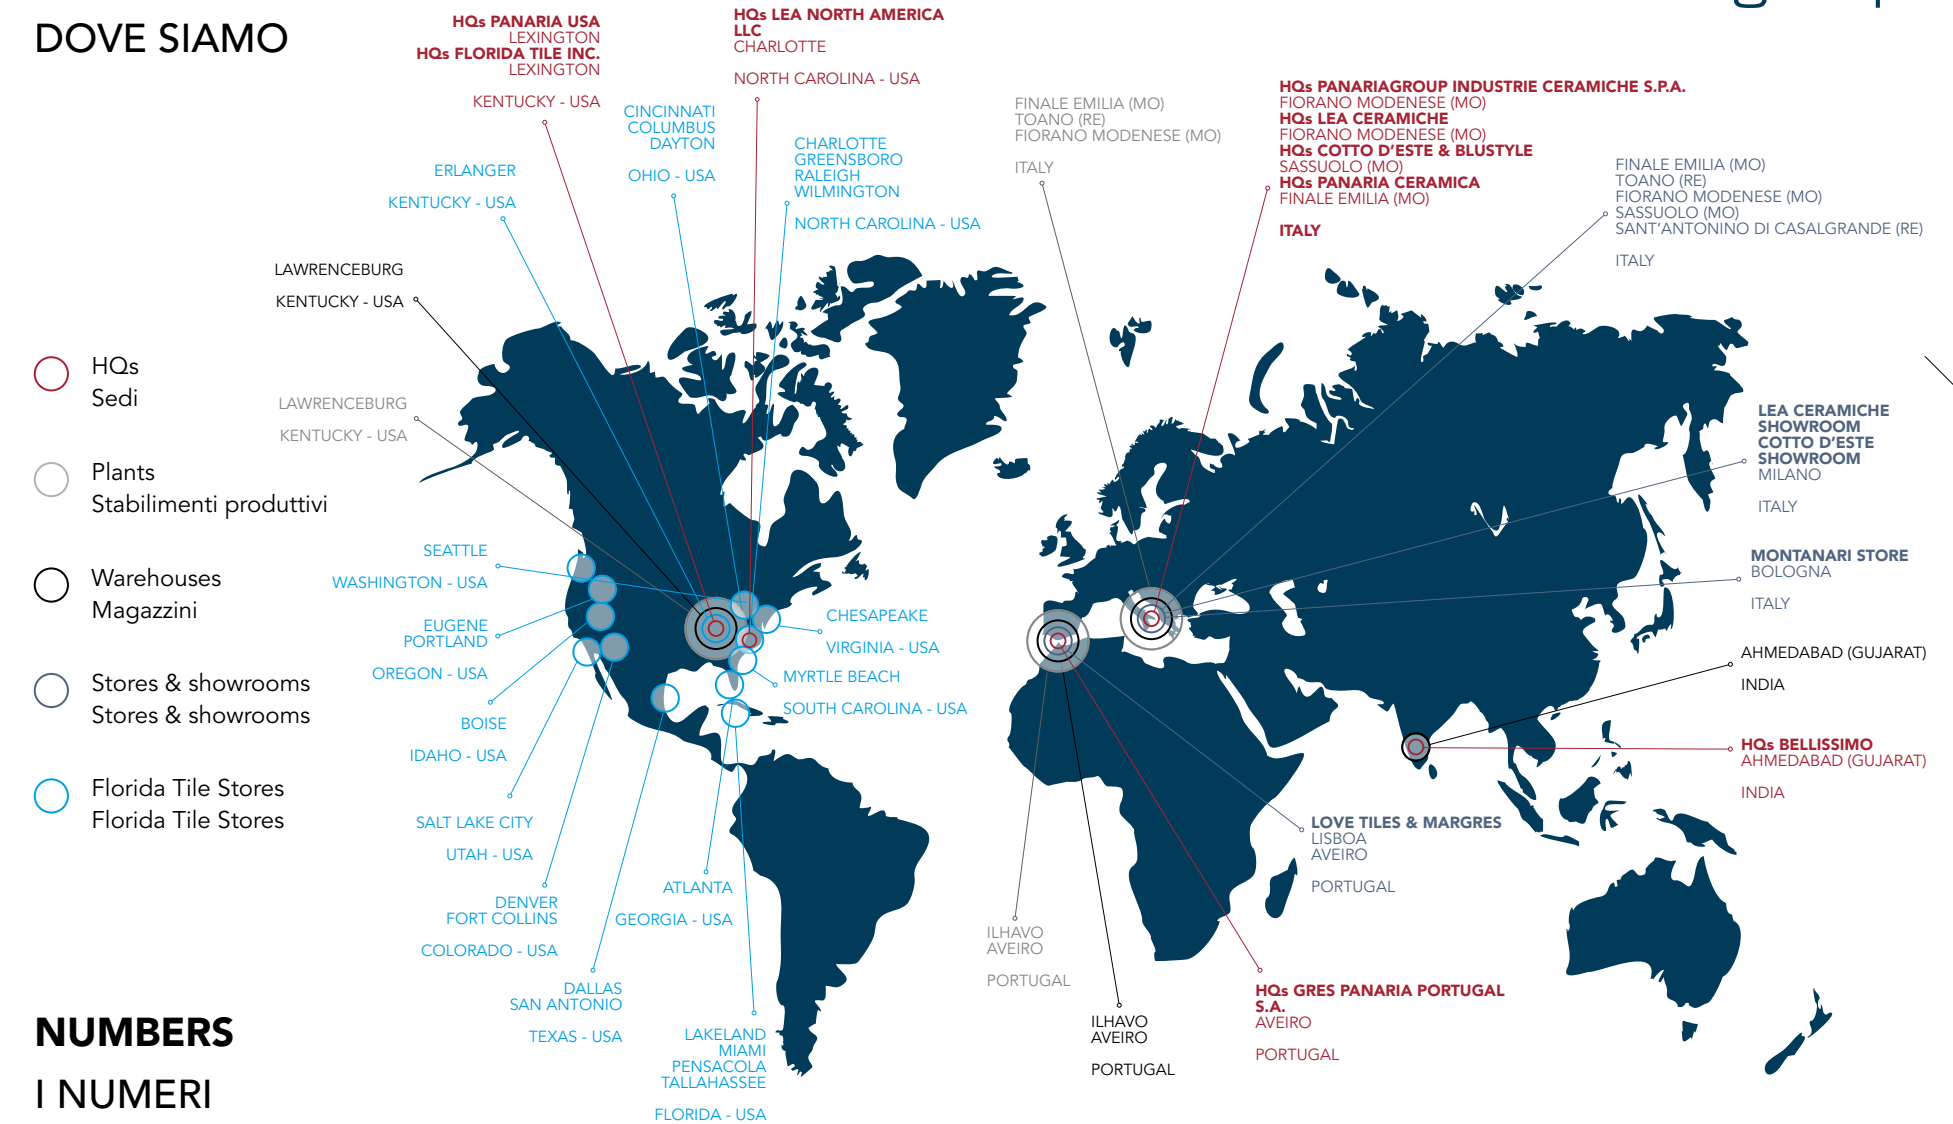 DOVE SIAMO
HQs PANARIA USA
LEXINGTON
HQs FLORIDA TILE INC.
LEXINGTON
KENTUCKY - USA
HQs LEA NORTH AMERICA
LLC
CHARLOTTE
NORTH CAROLINA - USA
CINCINNATI
COLUMBUS
DAYTON
OHIO - USA
CHARLOTTE
GREENSBORO
RALEIGH
WILMINGTON
NORTH CAROLINA - USA
ERLANGER
KENTUCKY - USA
LAWRENCEBURG
KENTUCKY - USA
LAWRENCEBURG
KENTUCKY - USA
FINALE EMILIA (MO)
TOANO (RE)
FIORANO MODENESE (MO)
ITALY
HQs PANARIAGROUP INDUSTRIE CERAMICHE S.P.A.
FIORANO MODENESE (MO)
HQs LEA CERAMICHE
FIORANO MODENESE (MO)
HQs COTTO D'ESTE & BLUSTYLE
SASSUOLO (MO)
HQs PANARIA CERAMICA
FINALE EMILIA (MO)
ITALY
FINALE EMILIA (MO)
TOANO (RE)
FIORANO MODENESE (MO)
SASSUOLO (MO)
SANT'ANTONINO DI CASALGRANDE (RE)
ITALY
HQs
Sedi
Plants
Stabilimenti produttivi
Warehouses
Magazzini
Stores & showrooms
Stores & showrooms
Florida Tile Stores
Florida Tile Stores
LEA CERAMICHE
SHOWROOM
COTTO D'ESTE
SHOWROOM
MILANO
ITALY
MONTANARI STORE
BOLOGNA
ITALY
AHMEDABAD (GUJARAT)
INDIA
HQs BELLISSIMO
AHMEDABAD (GUJARAT)
INDIA
SEATTLE
WASHINGTON - USA
EUGENE
PORTLAND
OREGON - USA
BOISE
IDAHO - USA
SALT LAKE CITY
UTAH - USA
DENVER
FORT COLLINS
COLORADO - USA
DALLAS
SAN ANTONIO
TEXAS - USA
CHESAPEAKE
VIRGINIA - USA
MYRTLE BEACH
SOUTH CAROLINA - USA
ATLANTA
GEORGIA - USA
LAKELAND
MIAMI
PENSACOLA
TALLAHASSEE
FLORIDA - USA
LOVE TILES & MARGRES
LISBOA
AVEIRO
PORTUGAL
ILHAVO
AVEIRO
PORTUGAL
ILHAVO
AVEIRO
PORTUGAL
HQs GRES PANARIA PORTUGAL
S.A.
AVEIRO
PORTUGAL
NUMBERS
I NUMERI